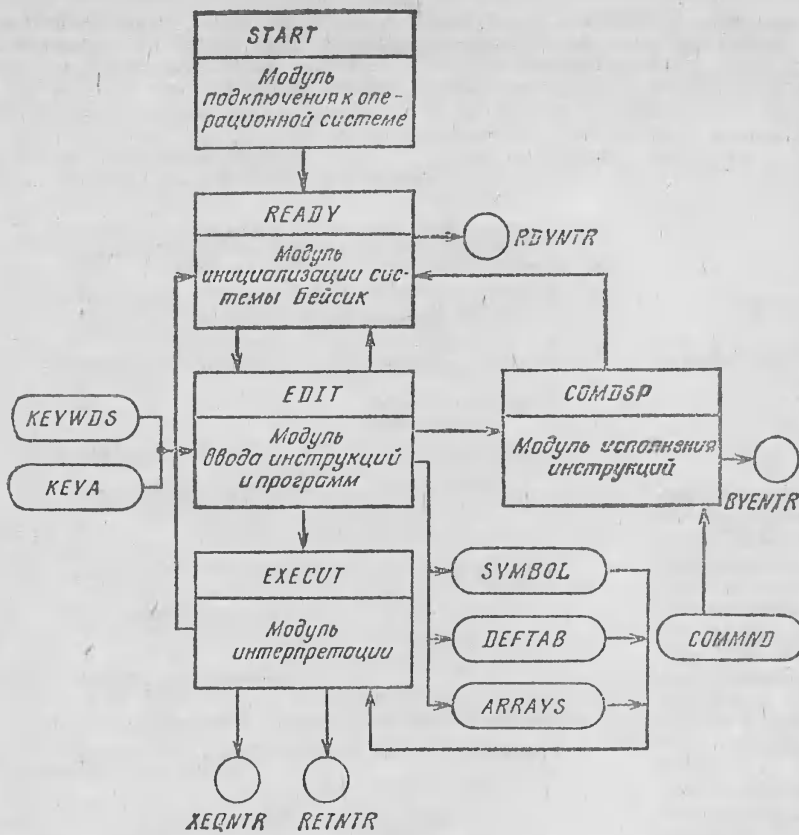 START
Модуль
подключения к опе-
рационной системе
READY
Модуль
инициализации сис-
темы Бейсик
RDYNTR
EDIT
Модуль
ввода инструкций
и программ
COMDSP
Модуль исполнения
инструкций
KEYWDS
KEYA
BYENTR
EXECUT
Модуль
интерпретации
SYMBOL
DEFTAB
ARRAYS
COMMND
XEQNTR
RETNTR